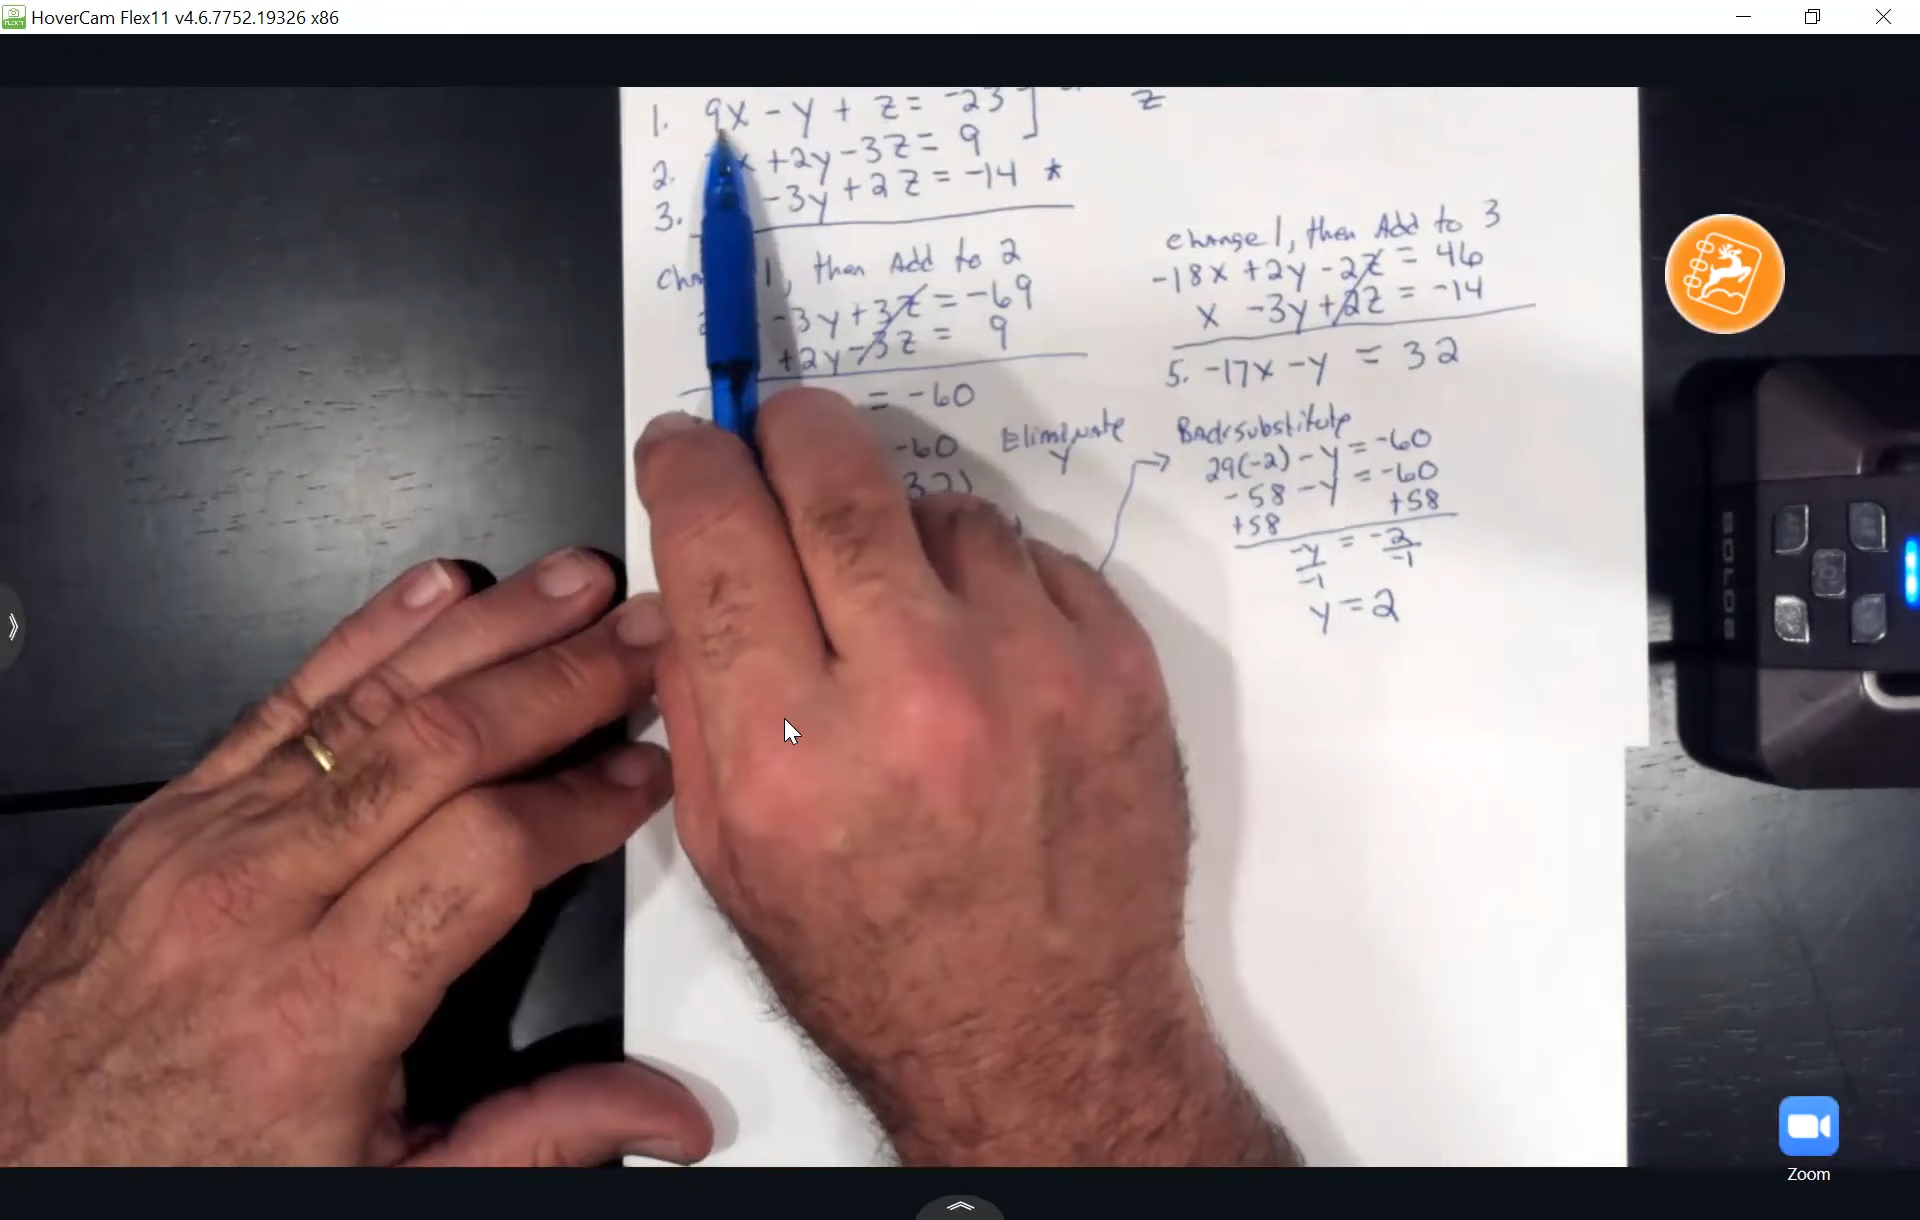 HoverCam Flex11 v4.6.7752.19326 x86
1. 9x - y + z = -23 ]
z
2. x + 2y - 3z = 9
3. - 3y + 2z = -14 *
1, then Add to 2
- 3y + 3z = -69
+ 2y - 3z = 9
= -60
-60 Eliminate
y
change 1, then Add to 3
-18x + 2y - 2z = 46
x - 3y + 2z = -14
5. -17x - y = 32
Backsubstitute
29(-2) - y = -60
-58 - y = -60
+58 +58
-y/-1 = -2/-1
y = 2
Zoom